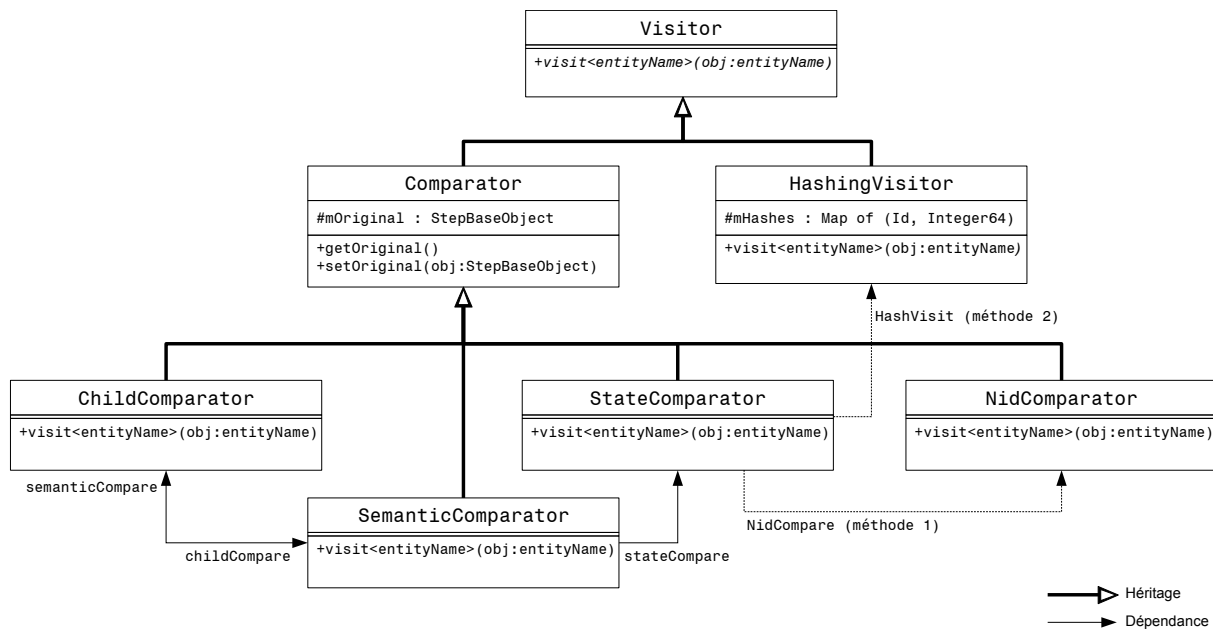 Visitor
+visit<entityName>(obj:entityName)
Comparator
#mOriginal : StepBaseObject
+getOriginal()
+setOriginal(obj:StepBaseObject)
HashingVisitor
#mHashes : Map of (Id, Integer64)
+visit<entityName>(obj:entityName)
HashVisit (méthode 2)
ChildComparator
+visit<entityName>(obj:entityName)
StateComparator
+visit<entityName>(obj:entityName)
NidComparator
+visit<entityName>(obj:entityName)
semanticCompare
SemanticComparator
+visit<entityName>(obj:entityName)
childCompare
stateCompare
NidCompare (méthode 1)
Héritage
Dépendance